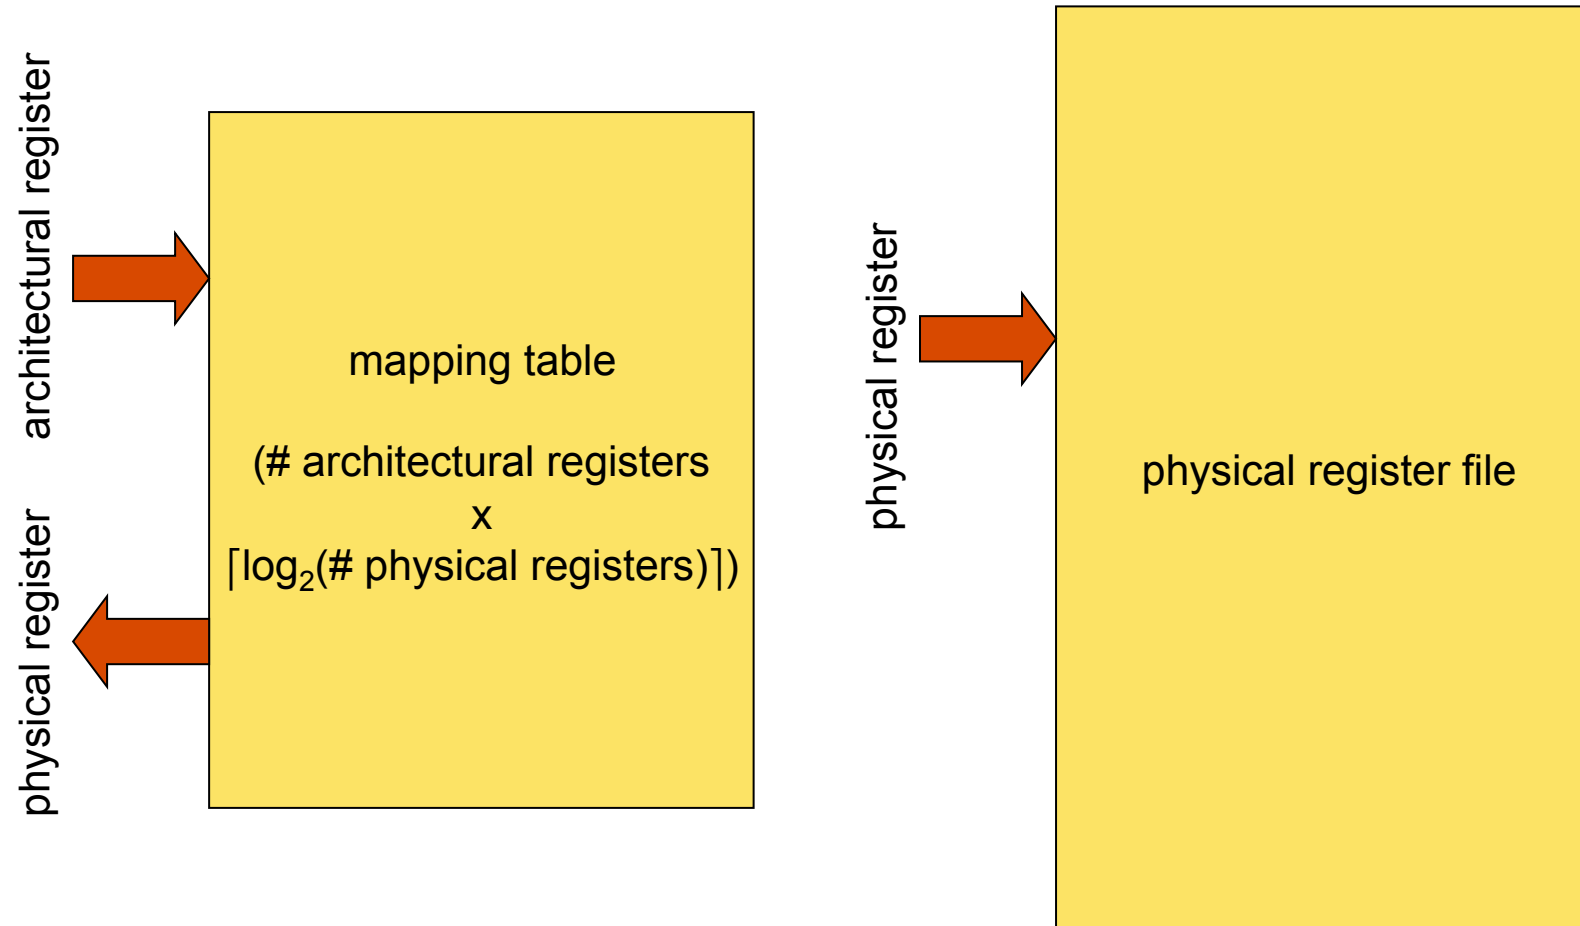 architectural register
physical register
mapping table
(# architectural registers
x
⌈log₂(# physical registers)⌉)
physical register
physical register file